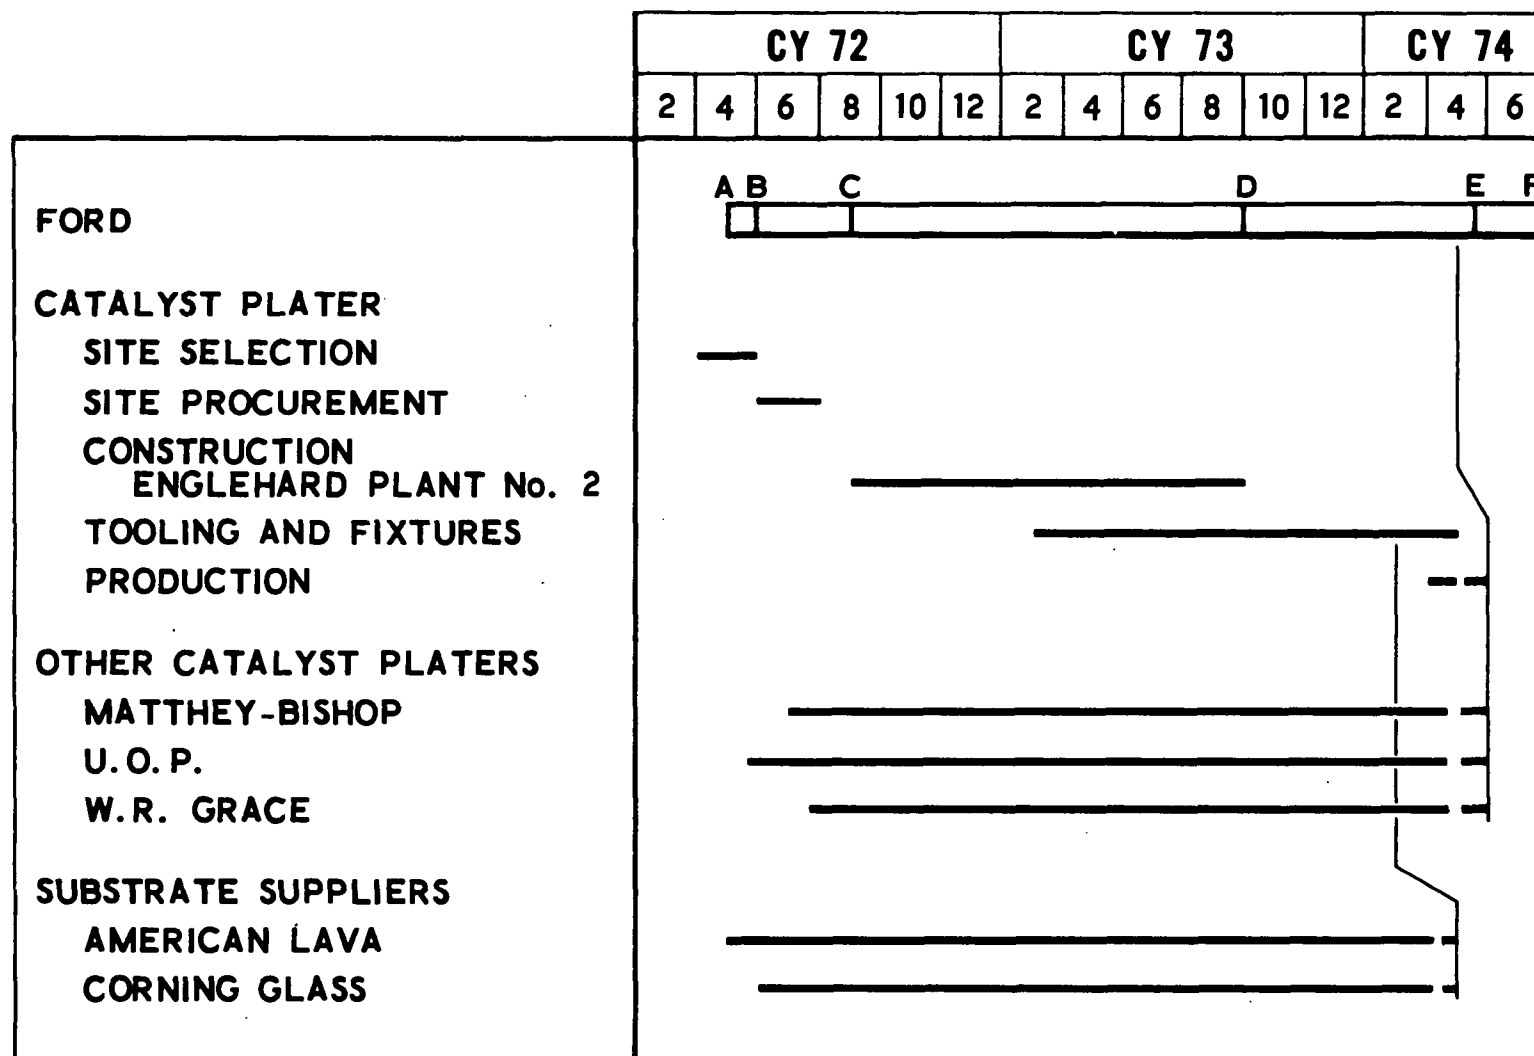 CY 72 CY 73 CY 74
2 4 6 8 10 12 2 4 6 8 10 12 2 4 6
A B C D E F
FORD
CATALYST PLATER
SITE SELECTION
SITE PROCUREMENT
CONSTRUCTION
ENGLEHARD PLANT No. 2
TOOLING AND FIXTURES
PRODUCTION
OTHER CATALYST PLATERS
MATTHEY-BISHOP
U.O.P.
W.R. GRACE
SUBSTRATE SUPPLIERS
AMERICAN LAVA
CORNING GLASS